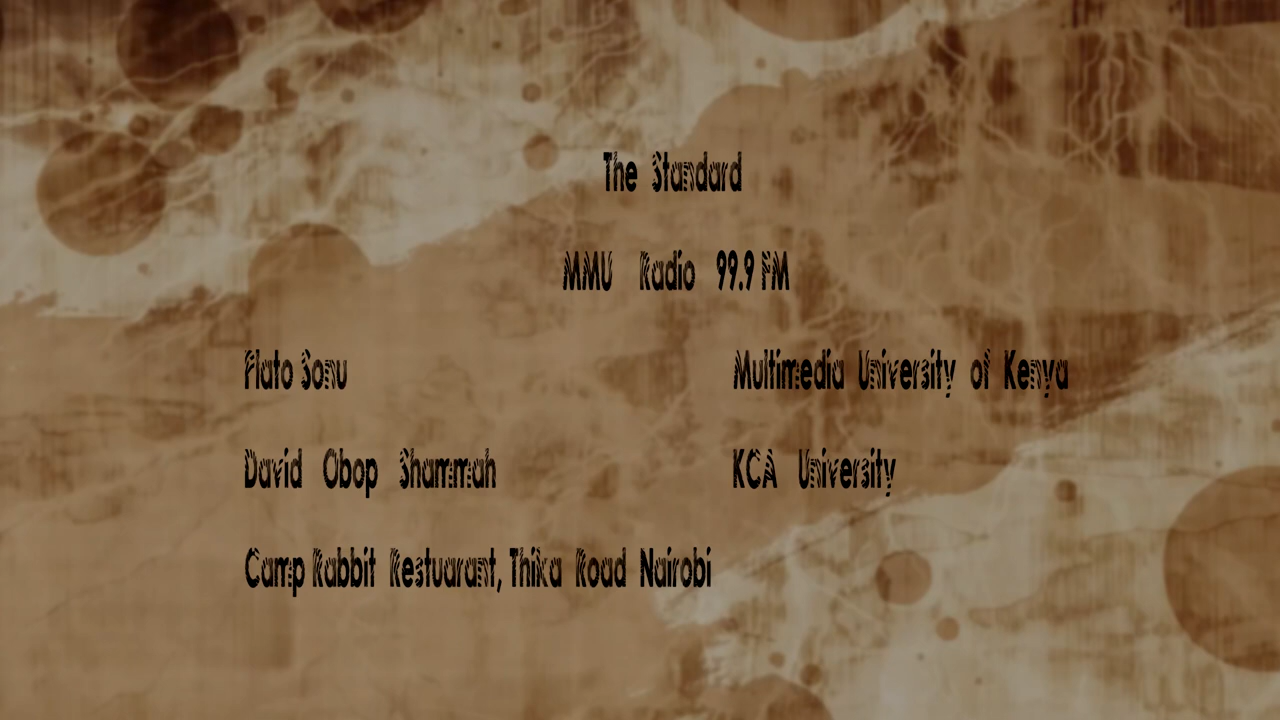 The Standard
MMU Radio 99.9 FM
Plato Sonu Multimedia University of Kenya
David Obop Shammah KCA University
Camp Rabbit Restuarant, Thika Road Nairobi